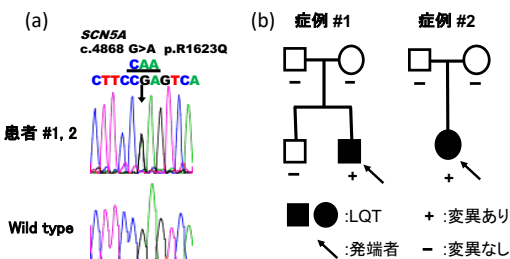 (a)
SCN5A
c.4868 G>A p.R1623Q
CAA
CTTCCGAGTCA
患者 #1, 2
Wild type
(b)
症例 #1
症例 #2
− −
− −
− +
+
:LQT
+ :変異あり
:発端者
− :変異なし